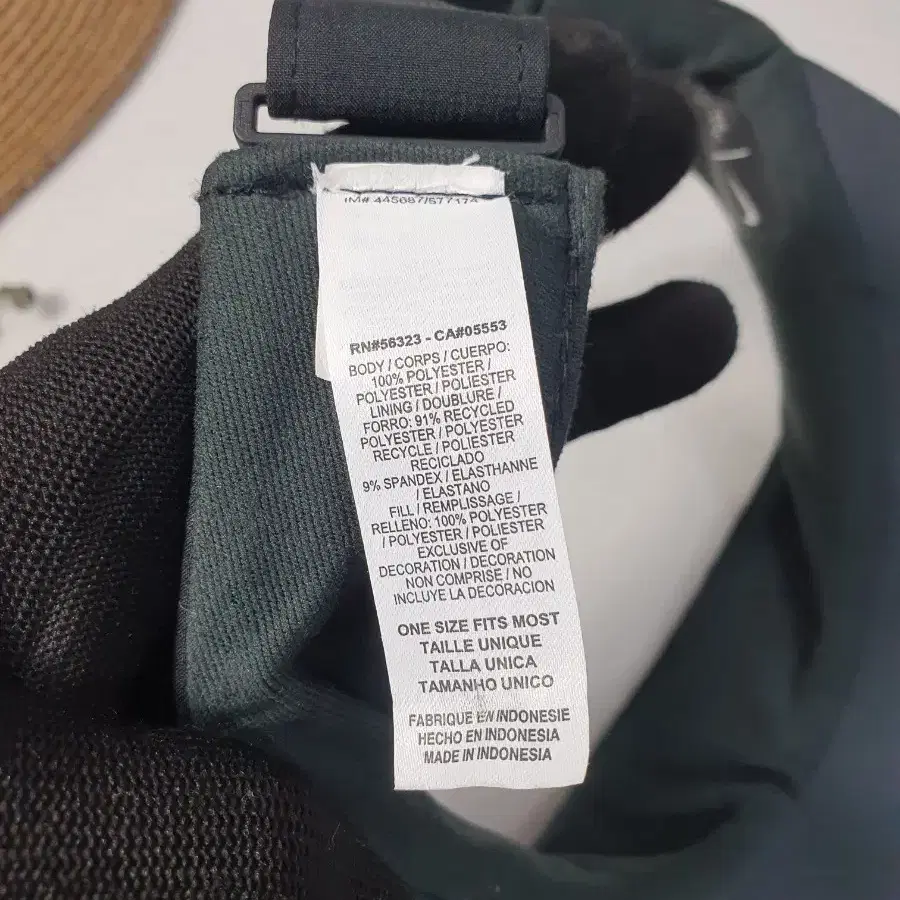 IM# 445687/577174
RN#56323 - CA#05553
BODY / CORPS / CUERPO:
100% POLYESTER /
POLYESTER / POLIESTER
LINING / DOUBLURE /
FORRO: 91% RECYCLED
POLYESTER / POLYESTER
RECYCLE / POLIESTER
RECICLADO
9% SPANDEX / ELASTHANNE
/ ELASTANO
FILL / REMPLISSAGE /
RELLENO: 100% POLYESTER
/ POLYESTER / POLIESTER
EXCLUSIVE OF
DECORATION / DECORATION
NON COMPRISE / NO
INCLUYE LA DECORACION
ONE SIZE FITS MOST
TAILLE UNIQUE
TALLA UNICA
TAMANHO UNICO
FABRIQUE EN INDONESIE
HECHO EN INDONESIA
MADE IN INDONESIA